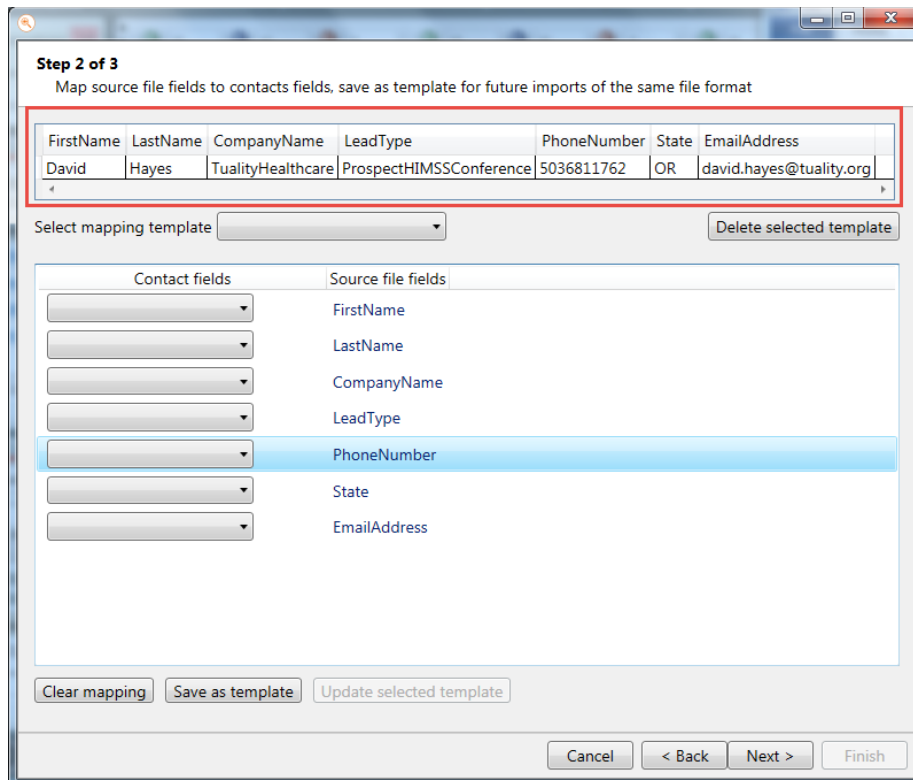 Step 2 of 3
Map source file fields to contacts fields, save as template for future imports of the same file format
FirstName LastName CompanyName LeadType PhoneNumber State EmailAddress
David Hayes TualityHealthcare ProspectHIMSSConference 5036811762 OR david.hayes@tuality.org
Select mapping template Delete selected template
Contact fields Source file fields
FirstName
LastName
CompanyName
LeadType
PhoneNumber
State
EmailAddress
Clear mapping Save as template Update selected template
Cancel < Back Next > Finish